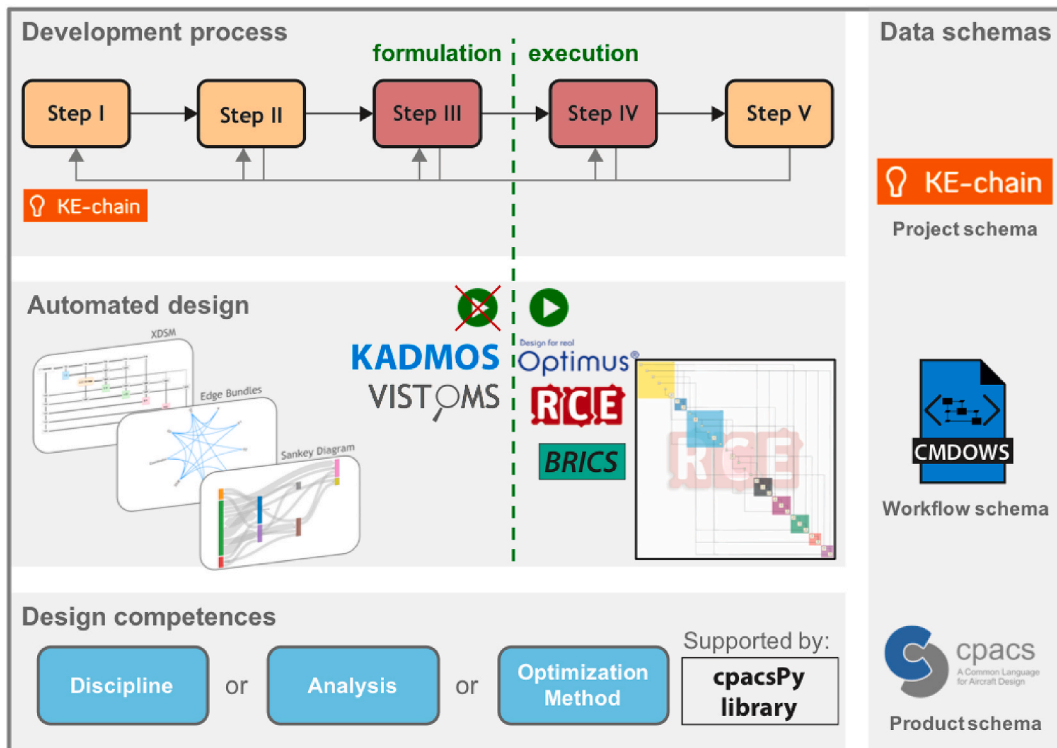 Development process
formulation
execution
Step I
Step II
Step III
Step IV
Step V
KE-chain
Automated design
XDSM
Edge Bundles
Sankey Diagram
KADMOS
VISTOMS
Design for real
Optimus®
RCE
BRICS
RCE
Design competences
Discipline
or
Analysis
or
Optimization
Method
Supported by:
cpacsPy
library
Data schemas
KE-chain
Project schema
CMDOWS
Workflow schema
cpacs
A Common Language
for Aircraft Design
Product schema